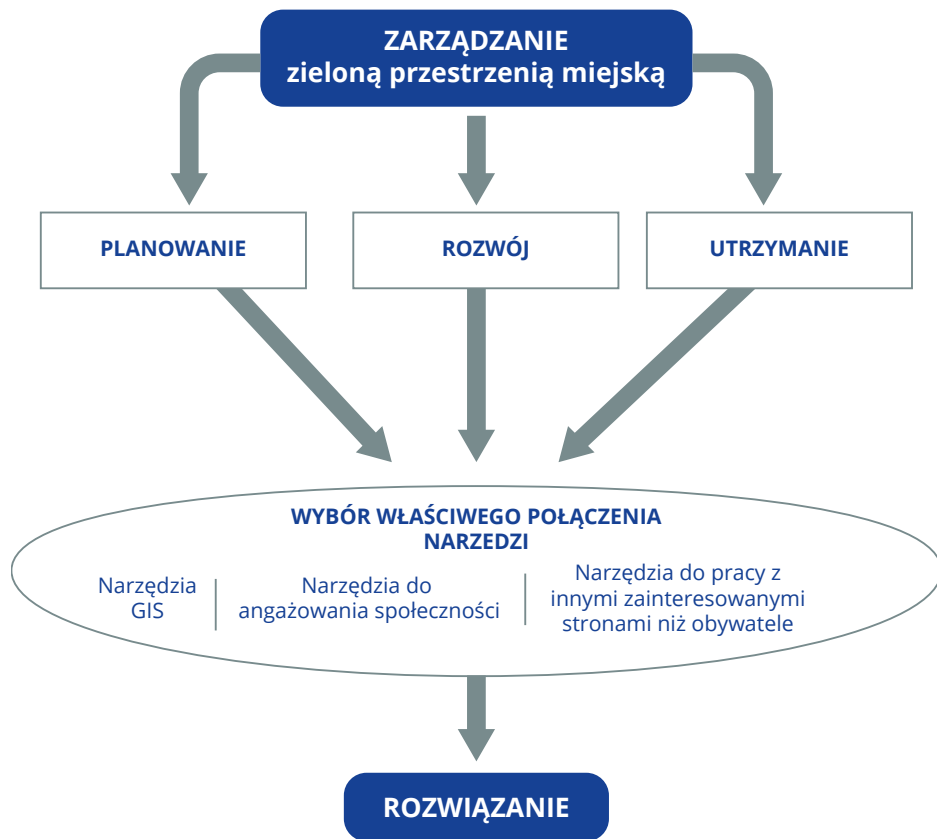 ZARZĄDZANIE
zieloną przestrzenią miejską
PLANOWANIE
ROZWÓJ
UTRZYMANIE
WYBÓR WŁAŚCIWEGO POŁĄCZENIA
NARZEDZI
Narzędzia
GIS
Narzędzia do
angażowania społeczności
Narzędzia do pracy z
innymi zainteresowanymi
stronami niż obywatele
ROZWIĄZANIE